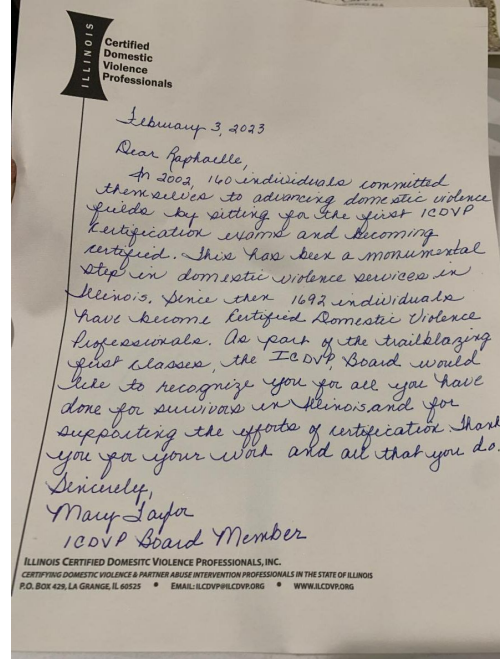 ILLINOIS
Certified
Domestic
Violence
Professionals
February 3, 2023
Dear Raphaelle,
In 2002, 160 individuals committed
themselves to advancing domestic violence
fields by sitting for the first ICDVP
Certification exams and becoming
certified. This has been a monumental
step in domestic violence services in
Illinois. Since then 1692 individuals
have become Certified Domestic Violence
Professionals. As part of the trailblazing
first classes, the ICDVP, Board would
like to recognize you for all you have
done for survivors in Illinois, and for
supporting the efforts of certification. Thank
you for your work and all that you do.
Sincerely,
Mary Taylor
ICDVP Board Member
ILLINOIS CERTIFIED DOMESITC VIOLENCE PROFESSIONALS, INC.
CERTIFYING DOMESTIC VIOLENCE & PARTNER ABUSE INTERVENTION PROFESSIONALS IN THE STATE OF ILLINOIS
P.O. BOX 429, LA GRANGE, IL 60525 • EMAIL: ILCDVP@ILCDVP.ORG • WWW.ILCDVP.ORG